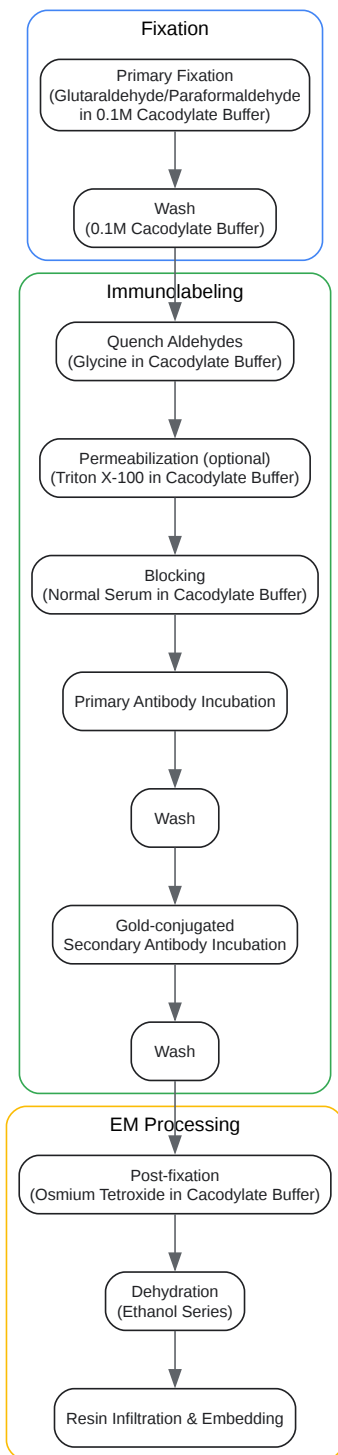 Fixation
Primary Fixation
(Glutaraldehyde/Paraformaldehyde
in 0.1M Cacodylate Buffer)
Wash
(0.1M Cacodylate Buffer)
Immunolabeling
Quench Aldehydes
(Glycine in Cacodylate Buffer)
Permeabilization (optional)
(Triton X-100 in Cacodylate Buffer)
Blocking
(Normal Serum in Cacodylate Buffer)
Primary Antibody Incubation
Wash
Gold-conjugated
Secondary Antibody Incubation
Wash
EM Processing
Post-fixation
(Osmium Tetroxide in Cacodylate Buffer)
Dehydration
(Ethanol Series)
Resin Infiltration & Embedding